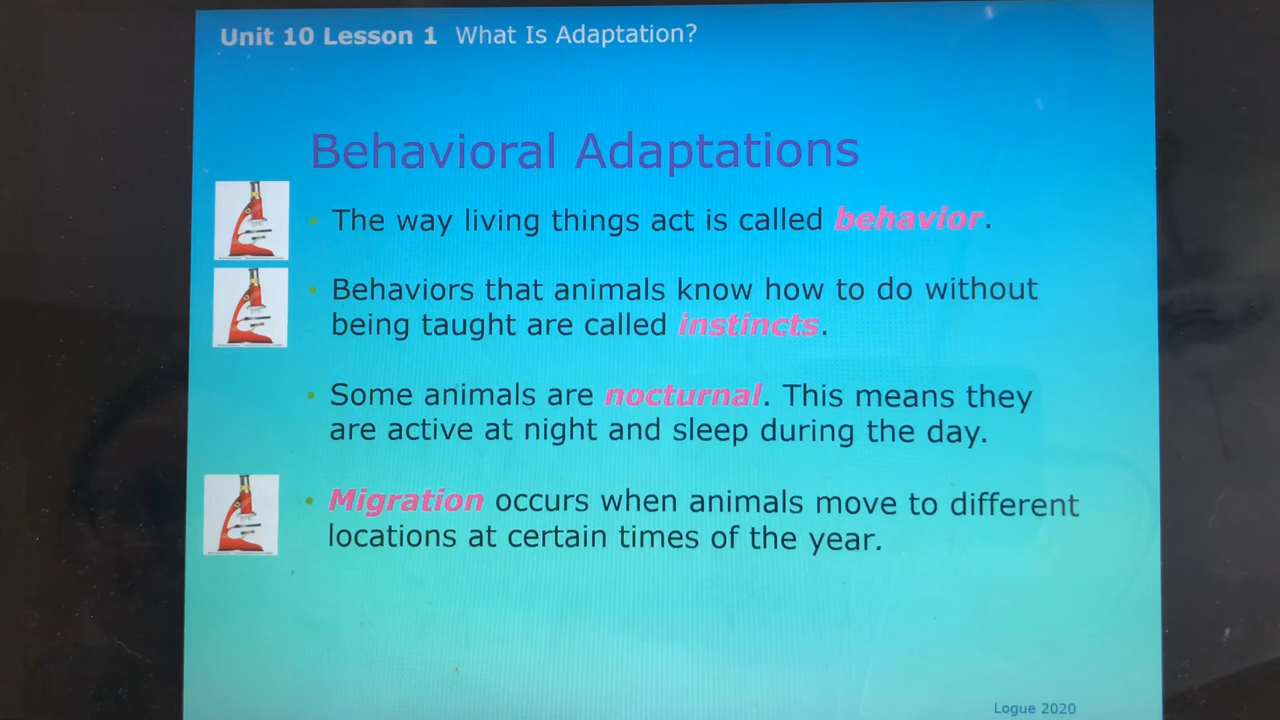 Unit 10 Lesson 1 What Is Adaptation?
Behavioral Adaptations
• The way living things act is called behavior.
• Behaviors that animals know how to do without
being taught are called instincts.
• Some animals are nocturnal. This means they
are active at night and sleep during the day.
• Migration occurs when animals move to different
locations at certain times of the year.
Logue 2020